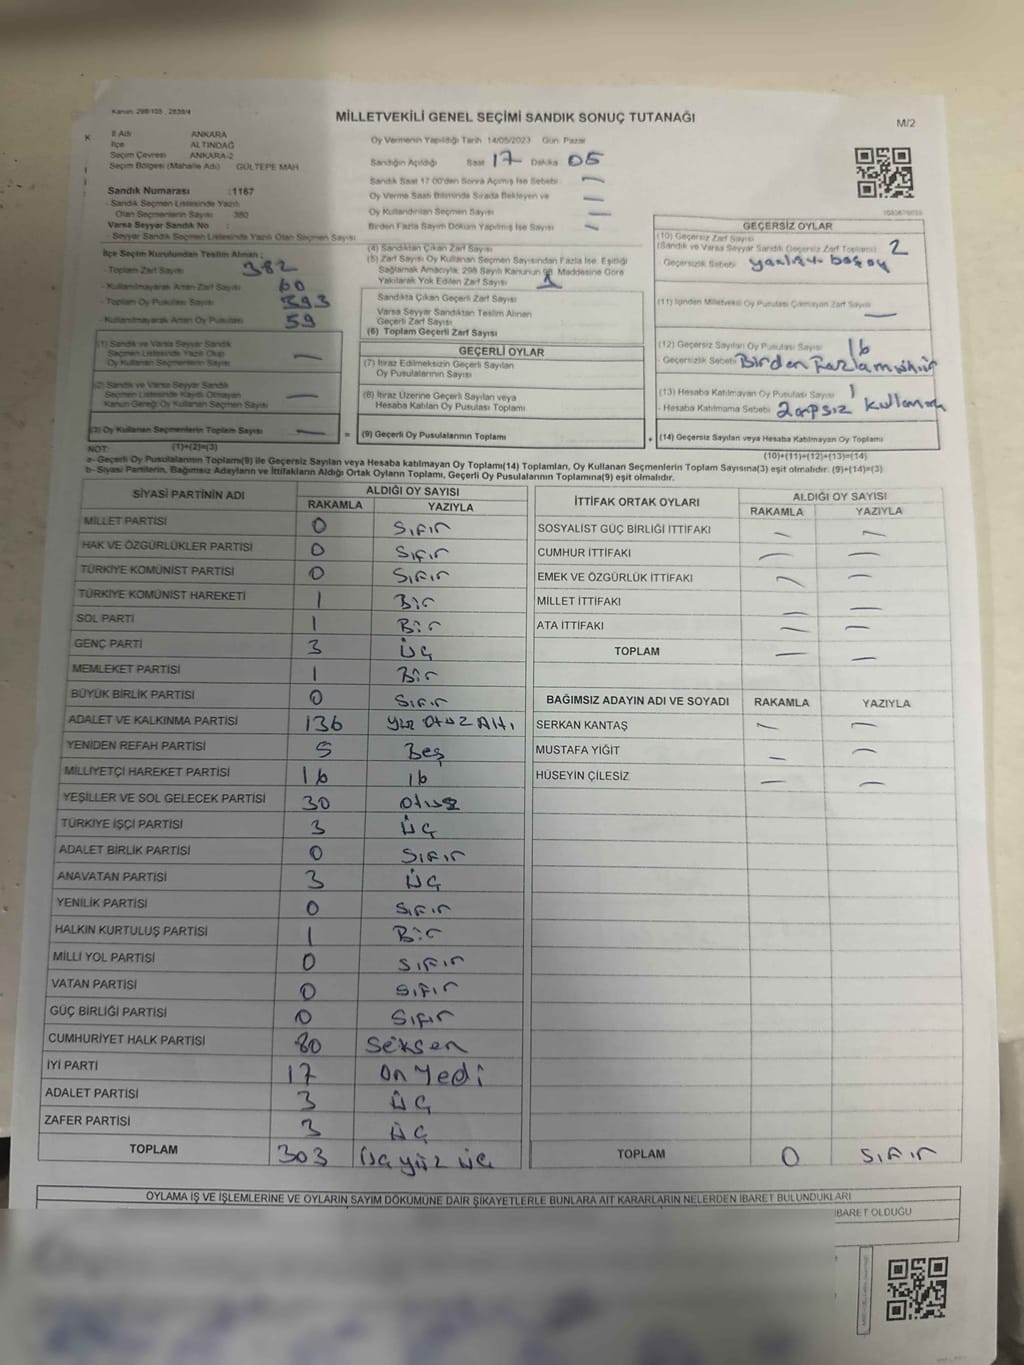 Kanun: 298/105 , 2839/4
MİLLETVEKİLİ GENEL SEÇİMİ SANDIK SONUÇ TUTANAĞI
M/2
İl Adı ANKARA
İlçe ALTINDAĞ
Seçim Çevresi ANKARA-2
Seçim Bölgesi (Mahalle Adı) GÜLTEPE MAH
Sandık Numarası :1167
- Sandık Seçmen Listesinde Yazılı
Olan Seçmenlerin Sayısı 380
Varsa Seyyar Sandık No :
- Seyyar Sandık Seçmen Listesinde Yazılı Olan Seçmen Sayısı
İlçe Seçim Kurulundan Teslim Alınan ;
- Toplam Zarf Sayısı 382
- Kullanılmayarak Artan Zarf Sayısı 60
- Toplam Oy Pusulası Sayısı 393
- Kullanılmayarak Artan Oy Pusulası 59
Oy Vermenin Yapıldığı Tarih 14/05/2023 Gün Pazar
Sandığın Açıldığı Saat 17 Dakika 05
Sandık Saat 17:00'den Sonra Açılmış İse Sebebi —
Oy Verme Saati Bitiminde Sırada Bekleyen ve —
Oy Kullandırılan Seçmen Sayısı —
Birden Fazla Sayım Döküm Yapılmış İse Sayısı —
(1) Sandık ve Varsa Seyyar Sandık
Seçmen Listesinde Yazılı Olup
Oy Kullanan Seçmenlerin Sayısı —
(2) Sandık ve Varsa Seyyar Sandık
Seçmen Listesinde Kayıtlı Olmayan
Kanun Gereği Oy Kullanan Seçmen Sayısı —
(3) Oy Kullanan Seçmenlerin Toplam Sayısı —
(4) Sandıktan Çıkan Zarf Sayısı
(5) Zarf Sayısı Oy Kullanan Seçmen Sayısından Fazla İse, Eşitliği
Sağlamak Amacıyla, 298 Sayılı Kanunun 98. Maddesine Göre
Yakılarak Yok Edilen Zarf Sayısı 1
Sandıkta Çıkan Geçerli Zarf Sayısı
Varsa Seyyar Sandıktan Teslim Alınan
Geçerli Zarf Sayısı
(6) Toplam Geçerli Zarf Sayısı
GEÇERLİ OYLAR
(7) İtiraz Edilmeksizin Geçerli Sayılan
Oy Pusulalarının Sayısı
(8) İtiraz Üzerine Geçerli Sayılan veya
Hesaba Katılan Oy Pusulası Toplamı
= (9) Geçerli Oy Pusulalarının Toplamı
GEÇERSİZ OYLAR
(10) Geçersiz Zarf Sayısı
(Sandık ve Varsa Seyyar Sandık Geçersiz Zarf Toplamı) 2
Geçersizlik Sebebi
(11) İçinden Milletvekili Oy Pusulası Çıkmayan Zarf Sayısı —
(12) Geçersiz Sayılan Oy Pusulası Sayısı 16
- Geçersizlik Sebebi Birden Fazla mühür
(13) Hesaba Katılmayan Oy Pusulası Sayısı 1
- Hesaba Katılmama Sebebi zarfsız kullanım
+ (14) Geçersiz Sayılan veya Hesaba Katılmayan Oy Toplamı
NOT: (1)+(2)=(3)
(10)+(11)+(12)+(13)=(14)
a- Geçerli Oy Pusulalarının Toplamı(9) ile Geçersiz Sayılan veya Hesaba katılmayan Oy Toplamı(14) Toplamları, Oy Kullanan Seçmenlerin Toplam Sayısına(3) eşit olmalıdır.
b- Siyasi Partilerin, Bağımsız Adayların ve İttifakların Aldığı Ortak Oyların Toplamı, Geçerli Oy Pusulalarının Toplamına(9) eşit olmalıdır. (9)+(14)=(3)
SİYASİ PARTİNİN ADI ALDIĞI OY SAYISI
RAKAMLA YAZIYLA
MİLLET PARTİSİ 0 Sıfır
HAK VE ÖZGÜRLÜKLER PARTİSİ 0 Sıfır
TÜRKİYE KOMÜNİST PARTİSİ 0 Sıfır
TÜRKİYE KOMÜNİST HAREKETİ 1 Bir
SOL PARTİ 1 Bir
GENÇ PARTİ 3 üç
MEMLEKET PARTİSİ 1 Bir
BÜYÜK BİRLİK PARTİSİ 0 Sıfır
ADALET VE KALKINMA PARTİSİ 136 yüz otuz Altı
YENİDEN REFAH PARTİSİ 5 Beş
MİLLİYETÇİ HAREKET PARTİSİ 16 16
YEŞİLLER VE SOL GELECEK PARTİSİ 30 otuz
TÜRKİYE İŞÇİ PARTİSİ 3 üç
ADALET BİRLİK PARTİSİ 0 Sıfır
ANAVATAN PARTİSİ 3 üç
YENİLİK PARTİSİ 0 Sıfır
HALKIN KURTULUŞ PARTİSİ 1 Bir
MİLLİ YOL PARTİSİ 0 Sıfır
VATAN PARTİSİ 0 Sıfır
GÜÇ BİRLİĞİ PARTİSİ 0 Sıfır
CUMHURİYET HALK PARTİSİ 80 Seksen
İYİ PARTİ 17 on yedi
ADALET PARTİSİ 3 üç
ZAFER PARTİSİ 3 üç
TOPLAM 303 üçyüz üç
İTTİFAK ORTAK OYLARI ALDIĞI OY SAYISI
RAKAMLA YAZIYLA
SOSYALİST GÜÇ BİRLİĞİ İTTİFAKI — —
CUMHUR İTTİFAKI — —
EMEK VE ÖZGÜRLÜK İTTİFAKI — —
MİLLET İTTİFAKI — —
ATA İTTİFAKI — —
TOPLAM — —
BAĞIMSIZ ADAYIN ADI VE SOYADI RAKAMLA YAZIYLA
SERKAN KANTAŞ — —
MUSTAFA YİĞİT — —
HÜSEYİN ÇİLESİZ — —
TOPLAM 0 Sıfır
OYLAMA İŞ VE İŞLEMLERİNE VE OYLARIN SAYIM DÖKÜMÜNE DAİR ŞİKAYETLERLE BUNLARA AİT KARARLARIN NELERDEN İBARET BULUNDUKLARI
İBARET OLDUĞU